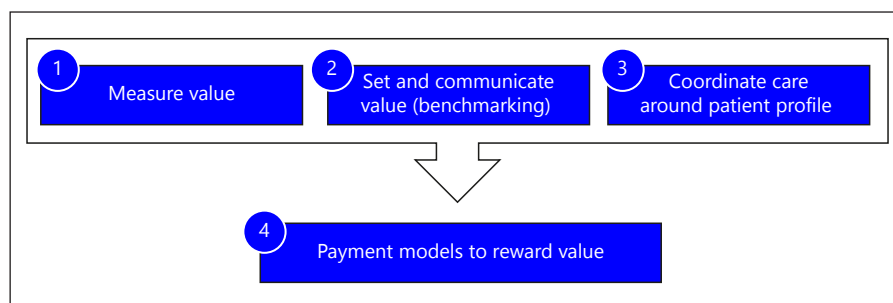 1
Measure value
2
Set and communicate
value (benchmarking)
3
Coordinate care
around patient profile
4
Payment models to reward value